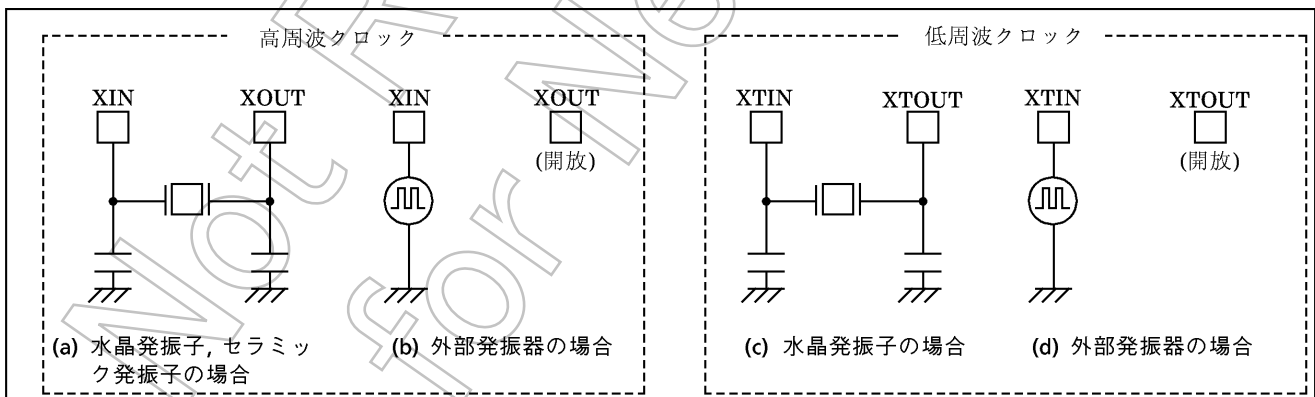 高周波クロック
低周波クロック
XIN
XOUT
XIN
XOUT
(開放)
XTIN
XTOUT
XTIN
XTOUT
(開放)
(a) 水晶発振子, セラミッ
ク発振子の場合
(b) 外部発振器の場合
(c) 水晶発振子の場合
(d) 外部発振器の場合
Not R
for Ne